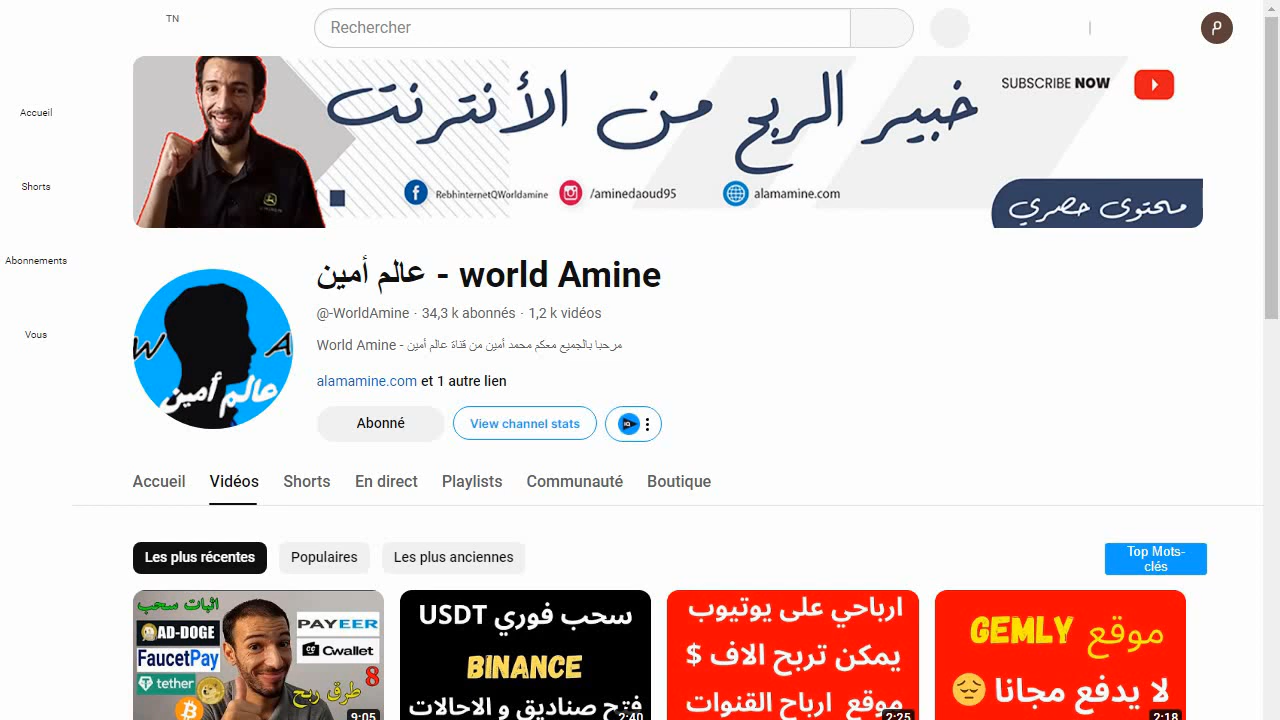 TN
Rechercher
م
Accueil
Shorts
Abonnements
Vous
خبير الربح من الأنترنت
SUBSCRIBE NOW
RebhinternetQWorldamine
/aminedaoud95
alamamine.com
محتوى حصري
W A
عالم أمين
عالم أمين - world Amine
@-WorldAmine · 34,3 k abonnés · 1,2 k vidéos
مرحبا بالجميع معكم محمد أمين من قناة عالم أمين - World Amine
alamamine.com et 1 autre lien
Abonné
View channel stats
IQ
Accueil Vidéos Shorts En direct Playlists Communauté Boutique
Les plus récentes Populaires Les plus anciennes
Top Mots-
clés
اثبات سحب
AD-DOGE
FaucetPay
tether
PAYEER
Cwallet
8
طرق ربح
9:05
سحب فوري USDT
BINANCE
فتح صناديق و الاحالات
2:40
ارباحي على يوتيوب
يمكن تربح الاف $
موقع ارباح القنوات
2:25
موقع GEMLY
لا يدفع مجانا
2:18